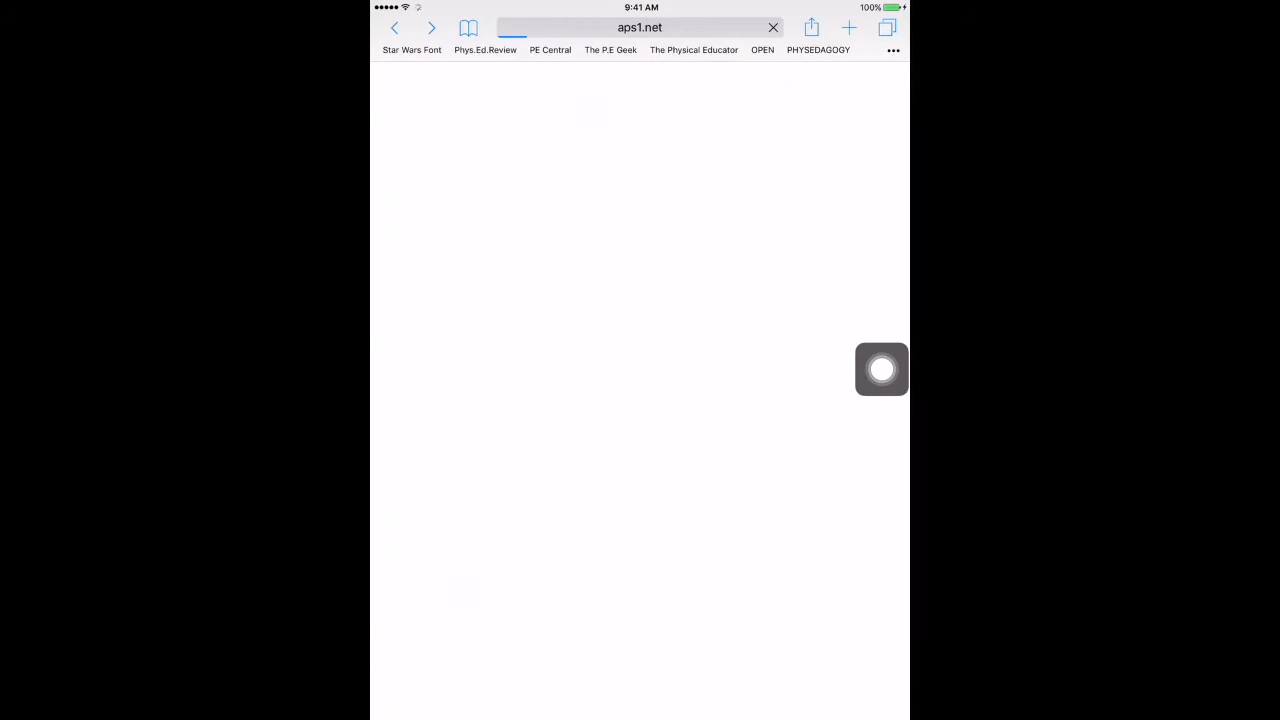 9:41 AM
100%
aps1.net
Star Wars Font Phys.Ed.Review PE Central The P.E Geek The Physical Educator OPEN PHYSEDAGOGY